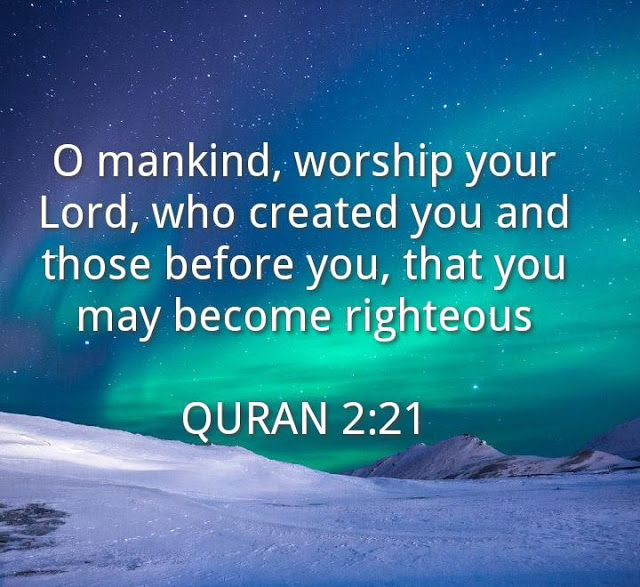 O mankind, worship your
Lord, who created you and
those before you, that you
may become righteous
QURAN 2:21